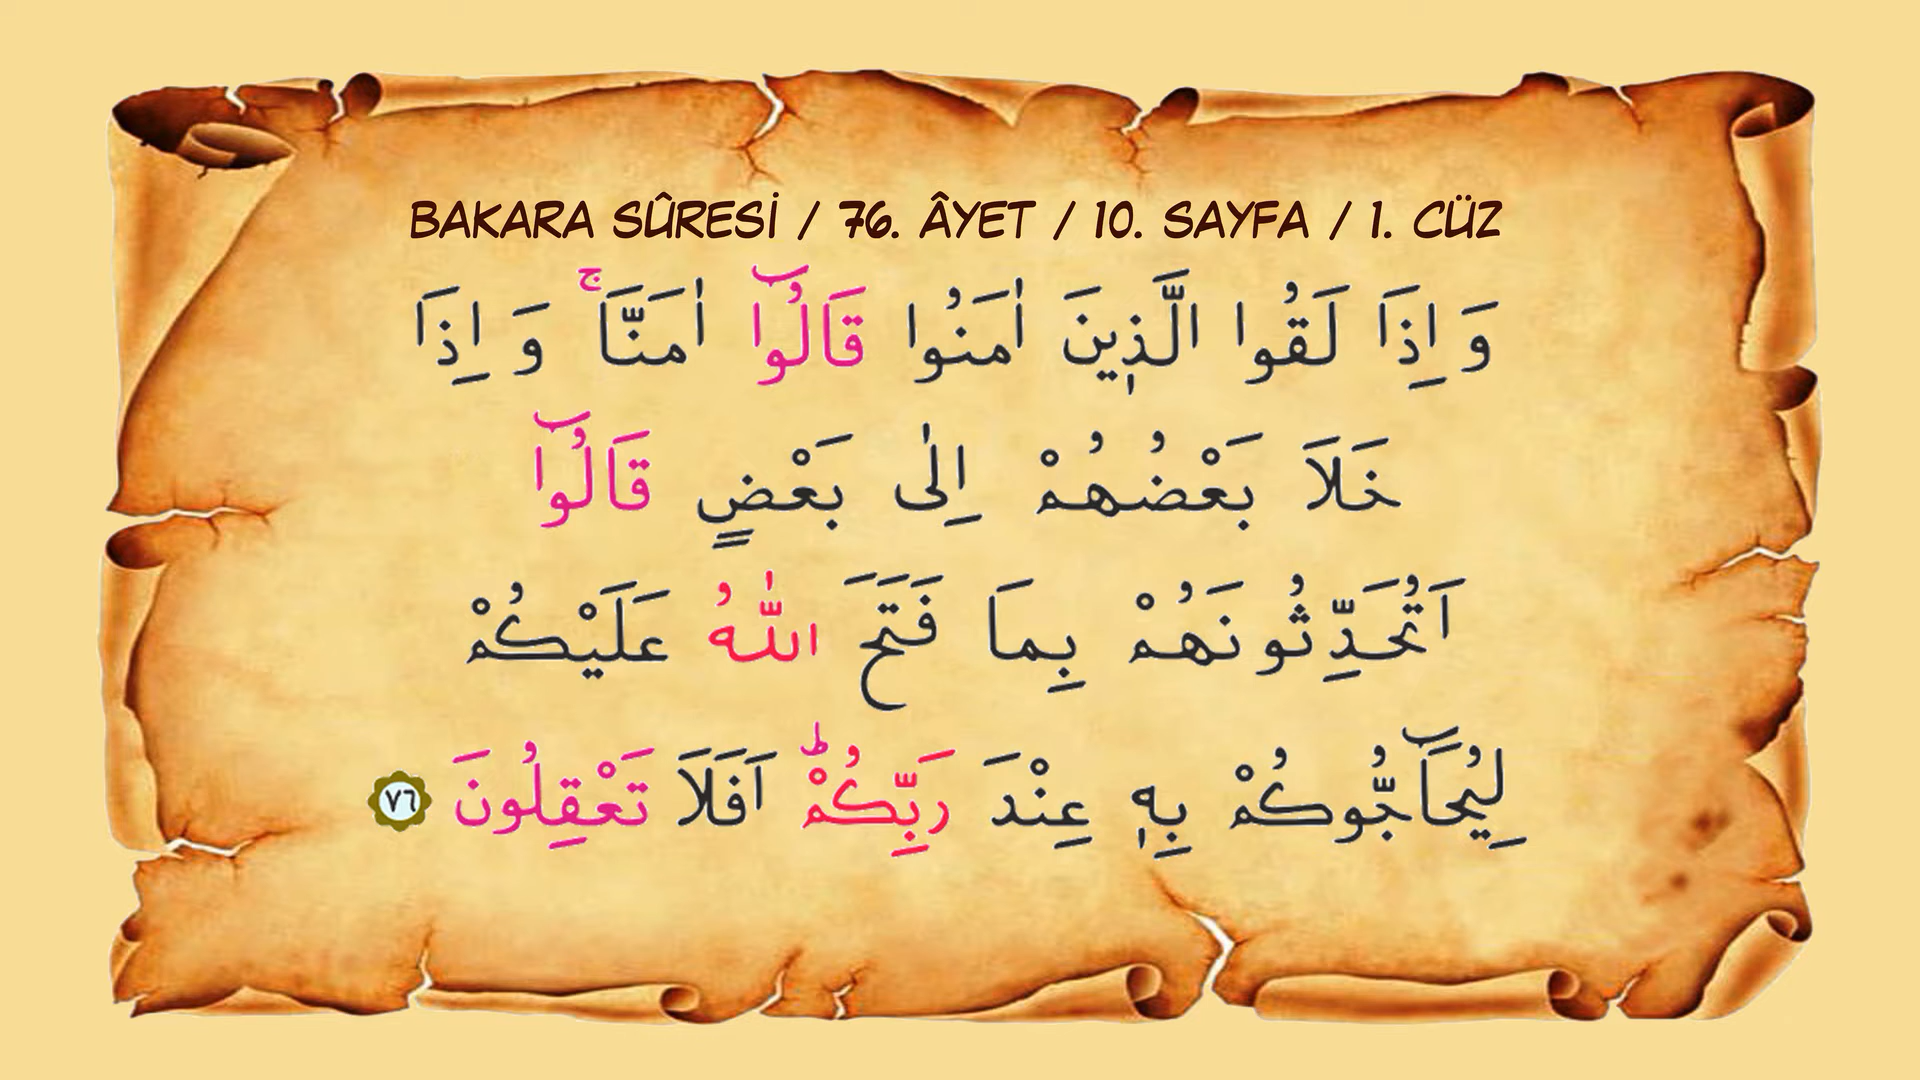 BAKARA SÛRESİ / 76. ÂYET / 10. SAYFA / 1. CÜZ
وَ اِذَا لَقُوا الَّذ۪ينَ اٰمَنُوا قَالُٓوا اٰمَنَّاۚ وَ اِذَا
خَلَا بَعْضُهُمْ اِلٰى بَعْضٍ قَالُٓوا
اَتُحَدِّثُونَهُمْ بِمَا فَتَحَ اللّٰهُ عَلَيْكُمْ
لِيُحَٓاجُّوكُمْ بِه۪ عِنْدَ رَبِّكُمْۜ اَفَلَا تَعْقِلُونَ ٧٦